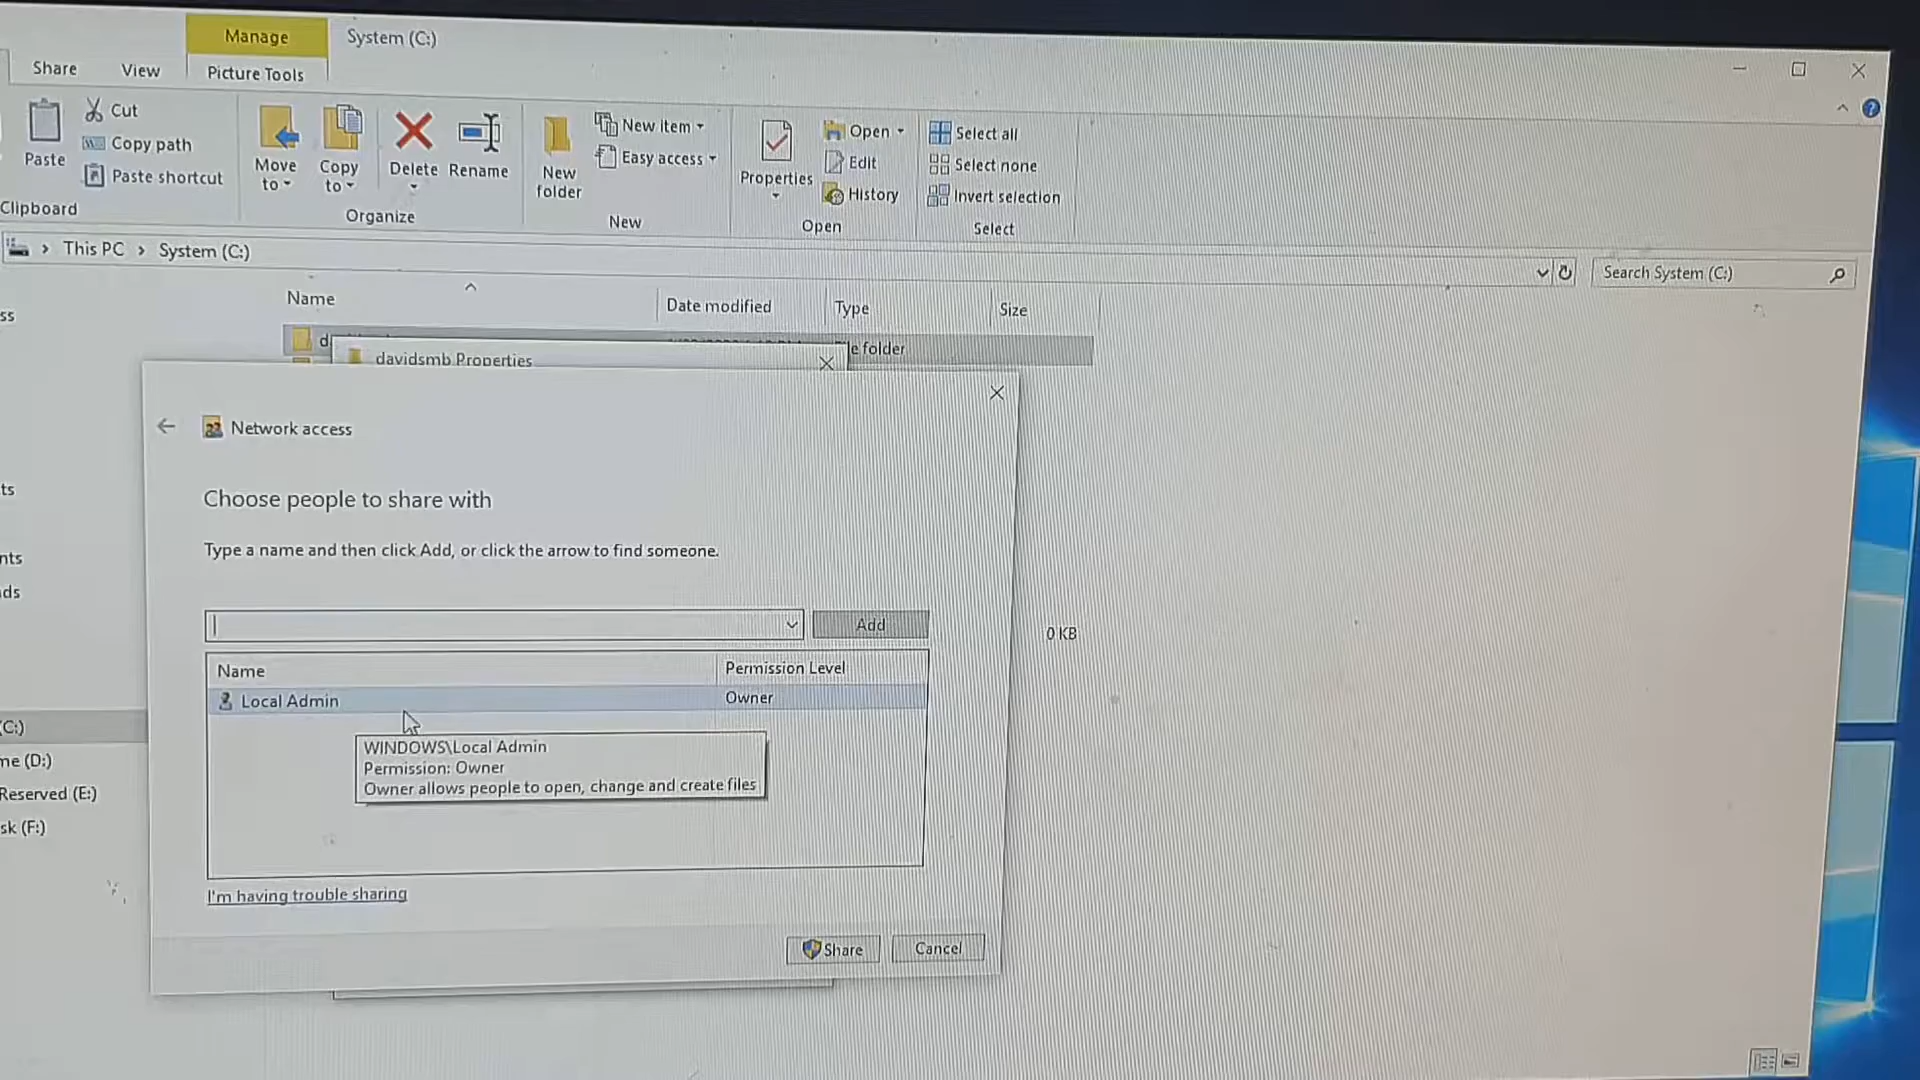 Manage
System (C:)
Share
View
Picture Tools
Paste
Cut
Copy path
Paste shortcut
Clipboard
Move to
Copy to
Delete
Rename
Organize
New folder
New item
Easy access
New
Properties
Open
Edit
History
Open
Select all
Select none
Invert selection
Select
This PC
System (C:)
Search System (C:)
Name
Date modified
Type
Size
ss
d
le folder
davidsmb Properties
Network access
Choose people to share with
Type a name and then click Add, or click the arrow to find someone.
Add
Name
Permission Level
Local Admin
Owner
WINDOWS\Local Admin
Permission: Owner
Owner allows people to open, change and create files
I'm having trouble sharing
Share
Cancel
0 KB
ts
nts
ds
(C:)
me (D:)
Reserved (E:)
sk (F:)